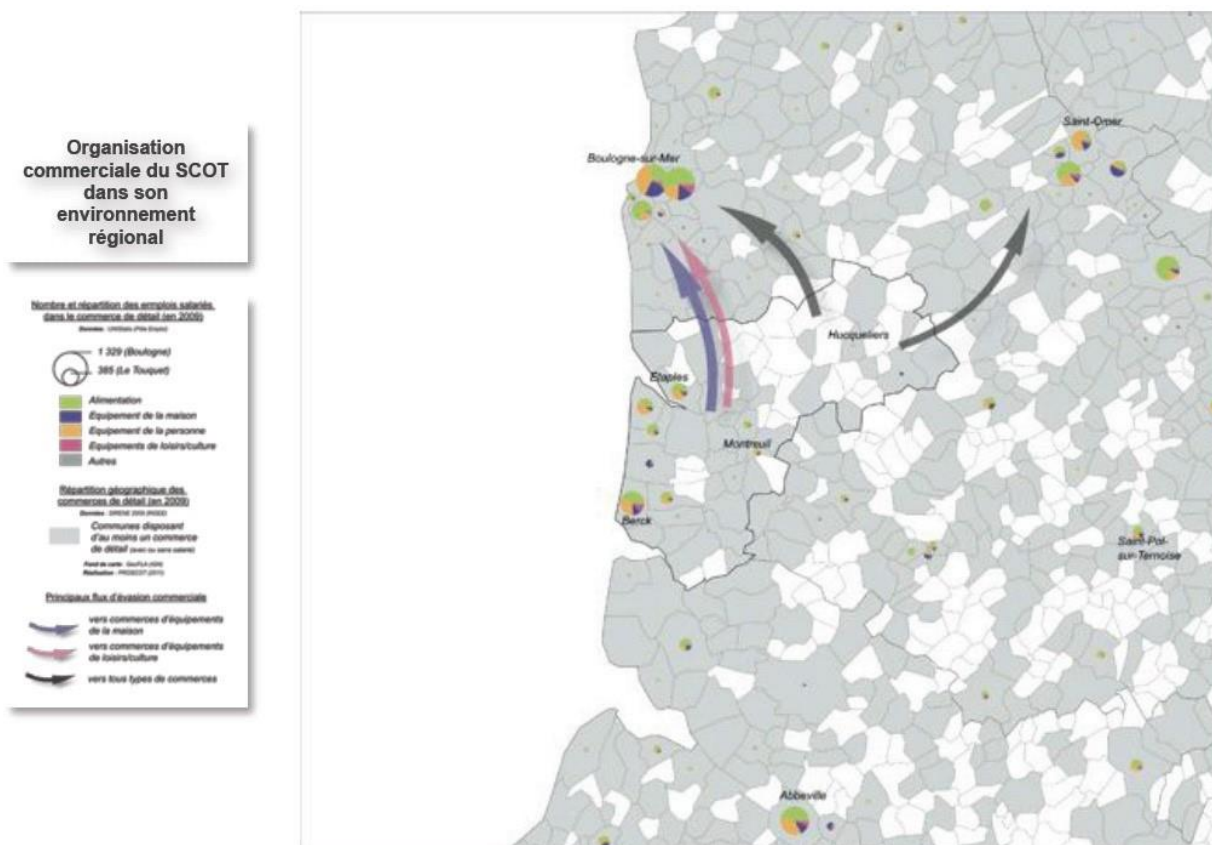 Organisation
commerciale du SCOT
dans son
environnement
régional
Nombre et répartition des emplois salariés
dans le commerce de détail (en 2009)
1 329 (Boulogne)
385 (Le Touquet)
Alimentation
Equipement de la maison
Equipement de la personne
Equipements de loisirs/culture
Autres
Répartition géographique des
commerces de détail (en 2009)
Communes disposant
d'au moins un commerce
de détail (avec ou sans salarié)
Principaux flux d'évasion commerciale
vers commerces d'équipements
de la maison
vers commerces d'équipements
de loisirs/culture
vers tous types de commerces
Saint-Omer
Boulogne-sur-Mer
Hucqueliers
Etaples
Montreuil
Berck
Saint-Pol-
sur-Ternoise
Abbeville